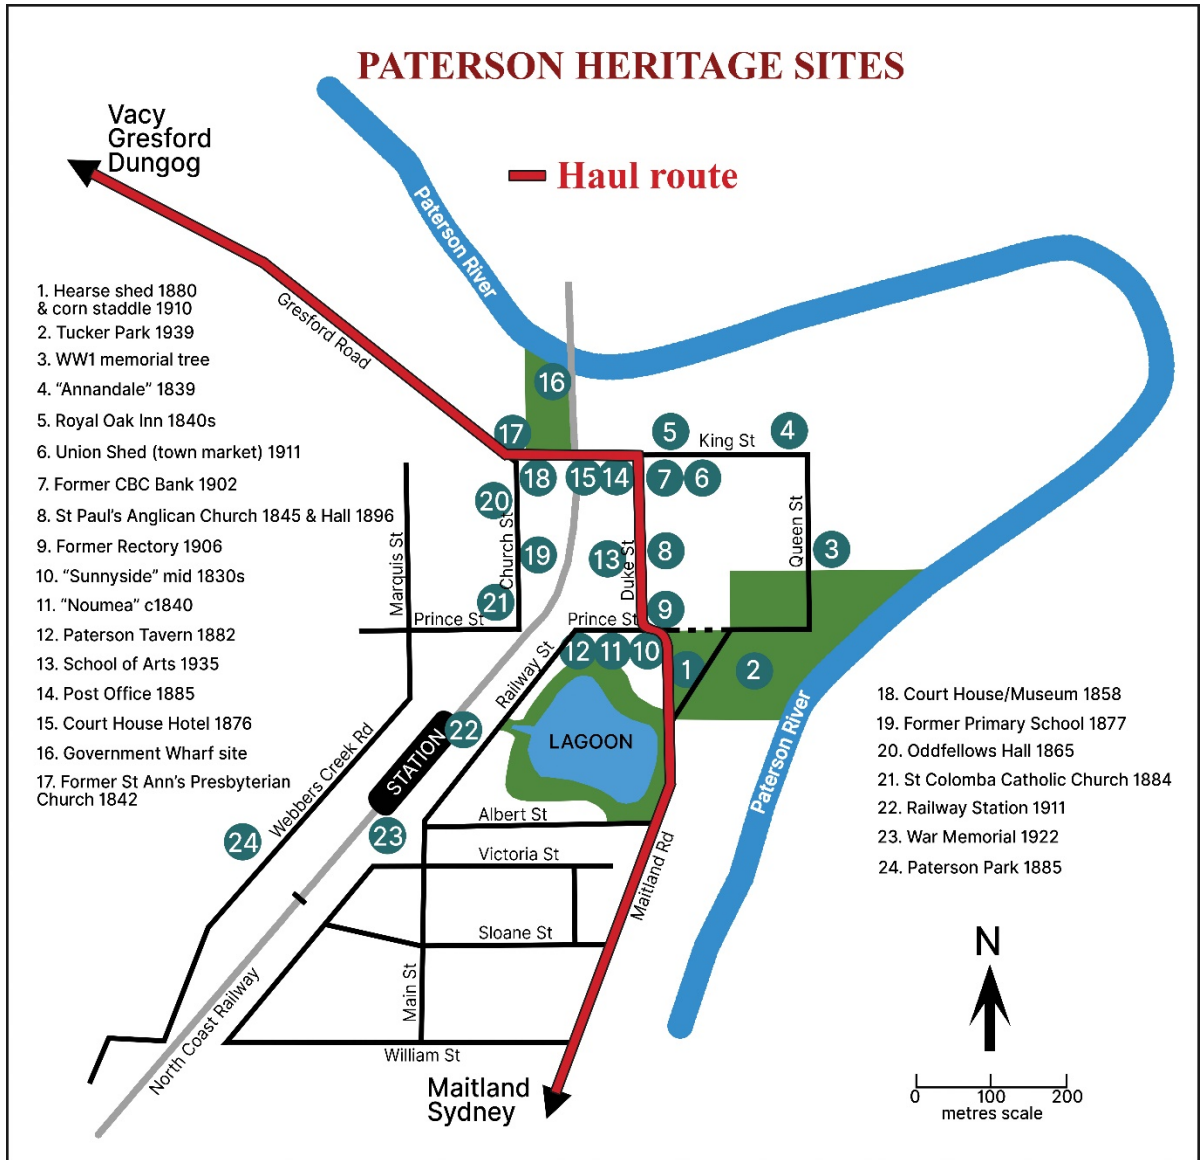 PATERSON HERITAGE SITES
Vacy
Gresford
Dungog
Haul route
Paterson River
Gresford Road
1. Hearse shed 1880
& corn staddle 1910
2. Tucker Park 1939
3. WW1 memorial tree
4. “Annandale” 1839
5. Royal Oak Inn 1840s
6. Union Shed (town market) 1911
7. Former CBC Bank 1902
8. St Paul's Anglican Church 1845 & Hall 1896
9. Former Rectory 1906
10. “Sunnyside” mid 1830s
11. “Noumea” c1840
12. Paterson Tavern 1882
13. School of Arts 1935
14. Post Office 1885
15. Court House Hotel 1876
16. Government Wharf site
17. Former St Ann's Presbyterian
Church 1842
16
17
5
King St
4
18
15
14
7
6
20
Marquis St
Church St
19
13
Duke St
8
Queen St
3
21
Prince St
Prince St
9
12
11
10
1
2
Railway St
22
STATION
LAGOON
Paterson River
Webbers Creek Rd
24
23
Albert St
Victoria St
Maitland Rd
Sloane St
Main St
North Coast Railway
William St
Maitland
Sydney
18. Court House/Museum 1858
19. Former Primary School 1877
20. Oddfellows Hall 1865
21. St Colomba Catholic Church 1884
22. Railway Station 1911
23. War Memorial 1922
24. Paterson Park 1885
N
0 100 200
metres scale